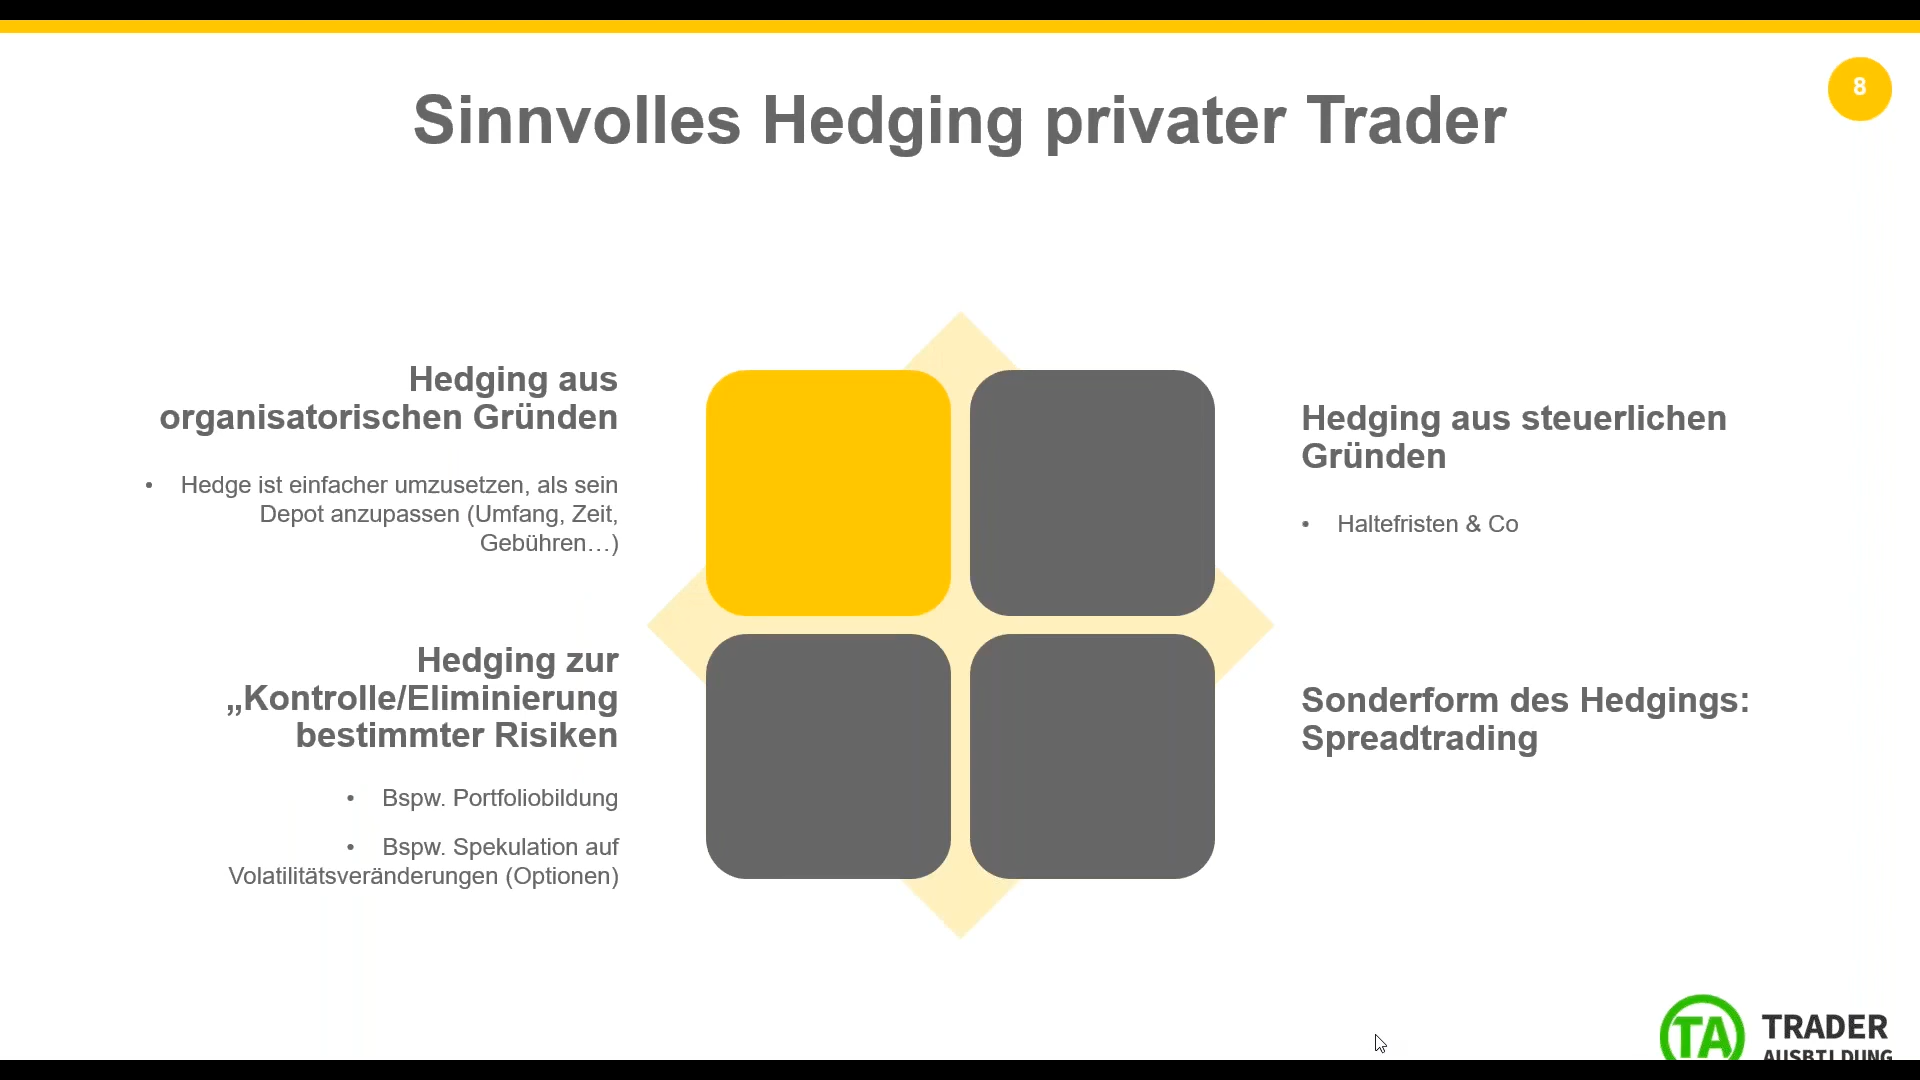 8
Sinnvolles Hedging privater Trader
Hedging aus
organisatorischen Gründen
• Hedge ist einfacher umzusetzen, als sein
Depot anzupassen (Umfang, Zeit,
Gebühren…)
Hedging aus steuerlichen
Gründen
• Haltefristen & Co
Hedging zur
„Kontrolle/Eliminierung
bestimmter Risiken
• Bspw. Portfoliobildung
• Bspw. Spekulation auf
Volatilitätsveränderungen (Optionen)
Sonderform des Hedgings:
Spreadtrading
TA
TRADER
AUSBILDUNG